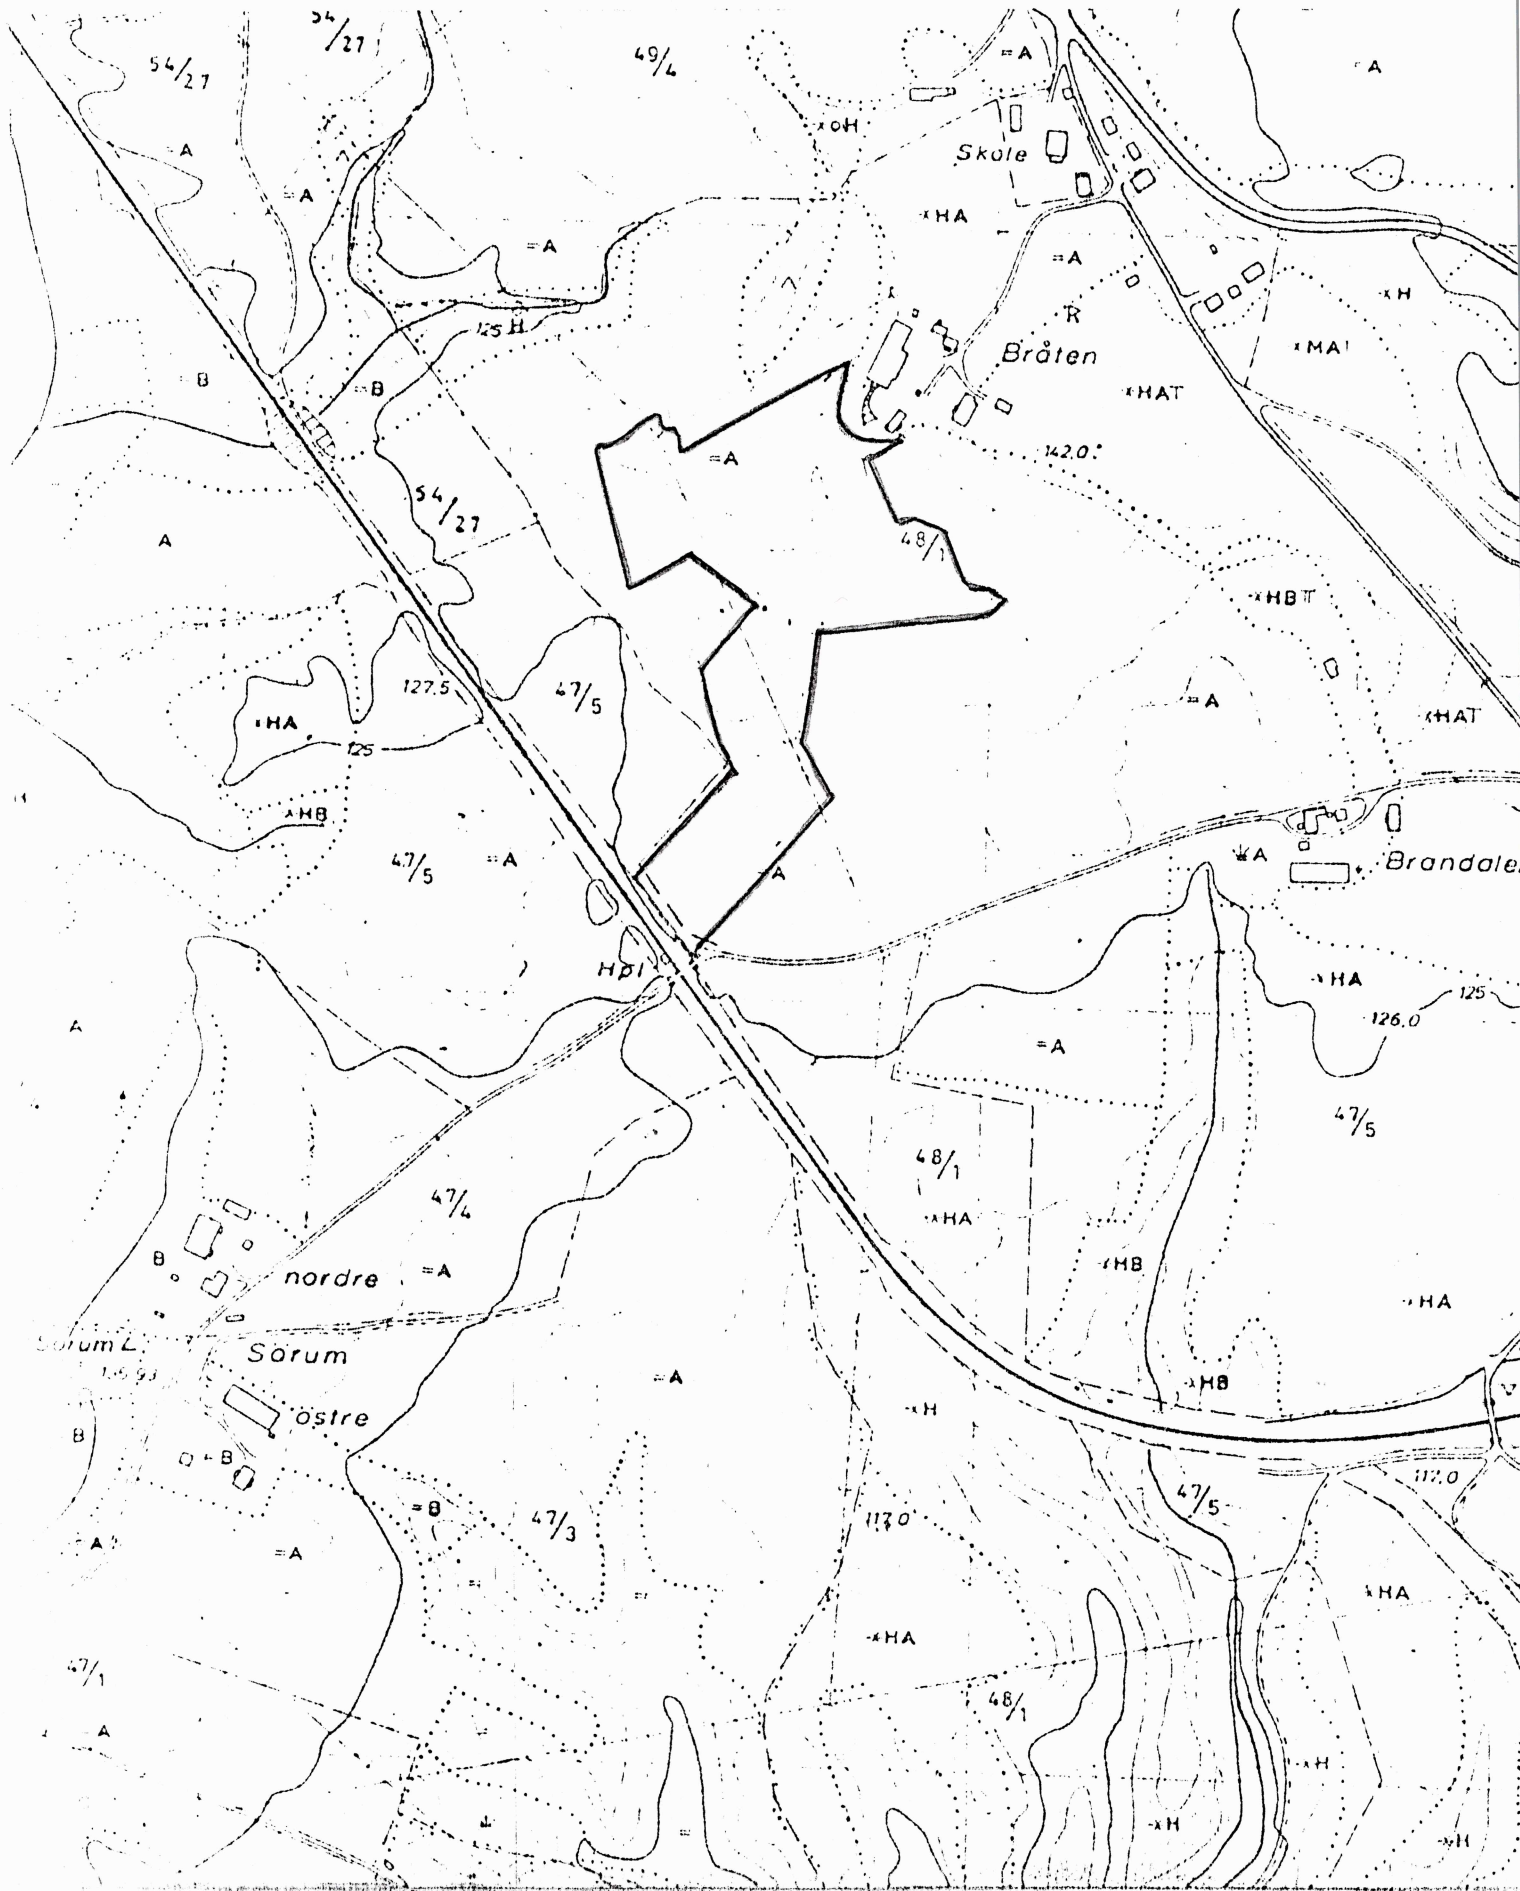 54/27
54/27
49/4
=A
=A
xoH
Skole
=A
=A
xHA
=A
=A
xH
125
H
R
Bråten
xMA
B
=B
xHAT
=A
142.0
54/27
48/1
A
xHBT
127.5
47/5
=A
xHA
xHAT
125
xHB
47/5
=A
A
A
Brandale
Hpl
xHA
125
126.0
A
=A
47/5
48/1
47/4
xHA
B
xHB
nordre
=A
xHA
Sörum
=A
xHB
östre
xH
B
B
=B
47/3
117.0
47/5
112.0
=A
=A
xHA
xHA
47/1
48/1
A
xH
xH
xH